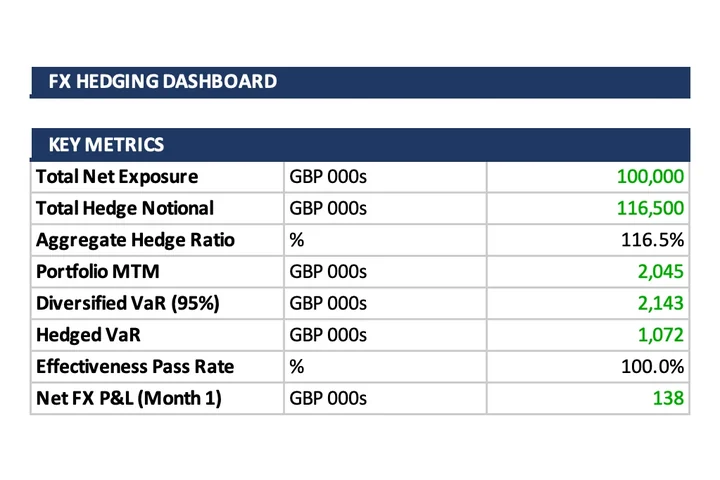 FX HEDGING DASHBOARD
KEY METRICS
Total Net Exposure GBP 000s 100,000
Total Hedge Notional GBP 000s 116,500
Aggregate Hedge Ratio % 116.5%
Portfolio MTM GBP 000s 2,045
Diversified VaR (95%) GBP 000s 2,143
Hedged VaR GBP 000s 1,072
Effectiveness Pass Rate % 100.0%
Net FX P&L (Month 1) GBP 000s 138